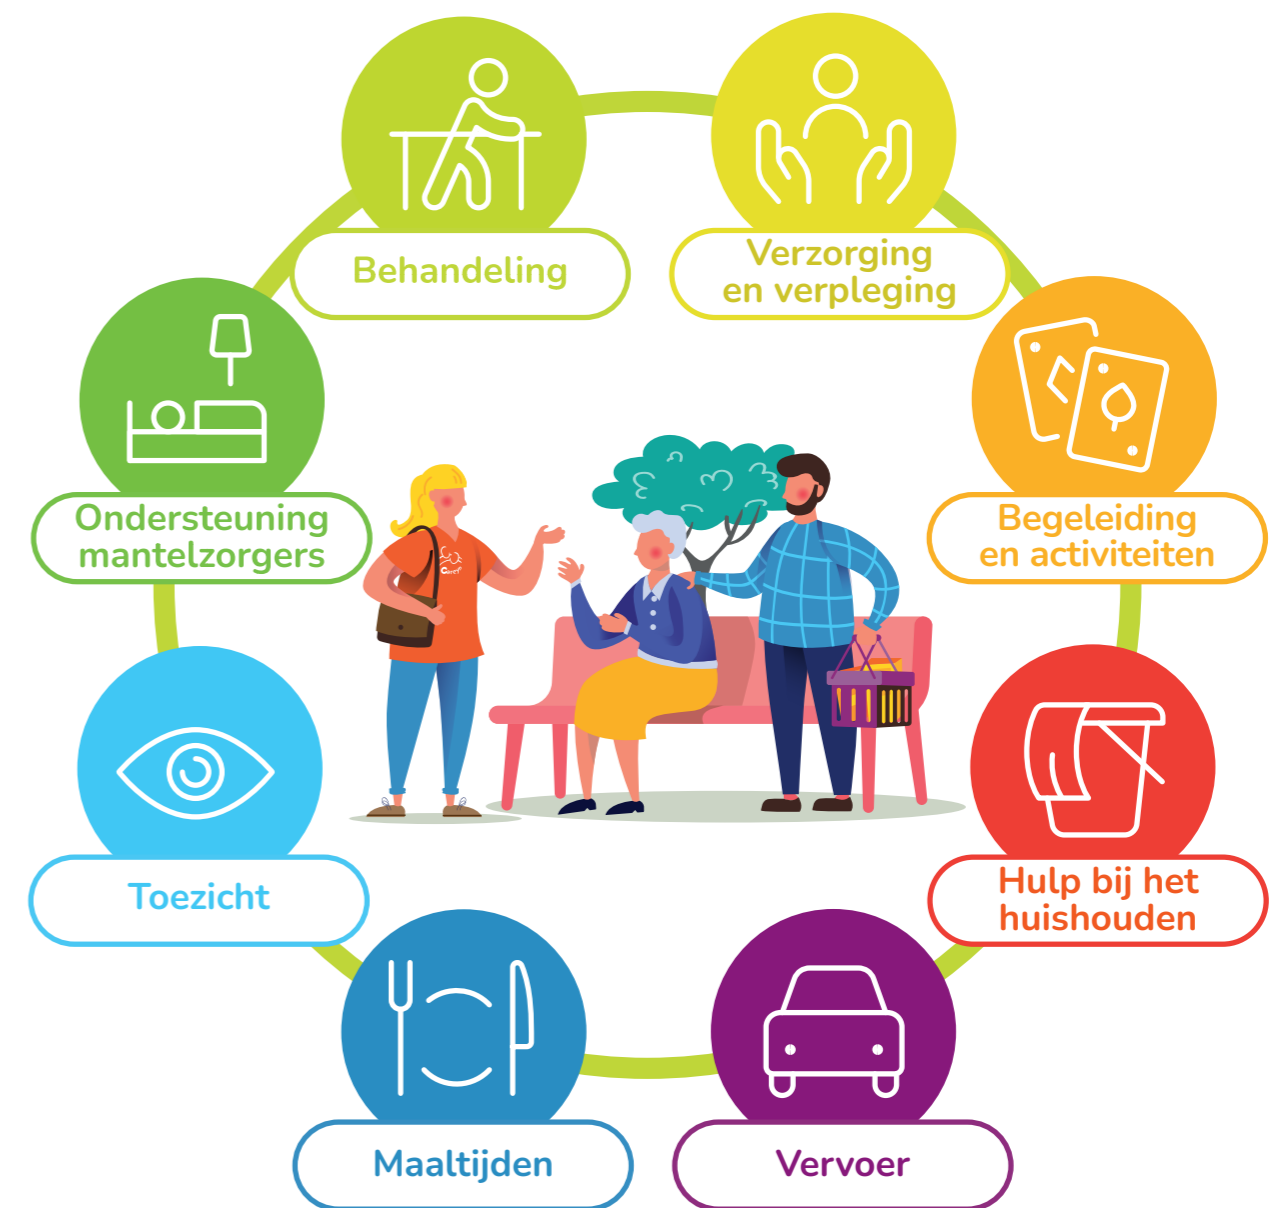 Behandeling
Verzorging
en verpleging
Ondersteuning
mantelzorgers
Begeleiding
en activiteiten
Toezicht
Hulp bij het
huishouden
Maaltijden
Vervoer